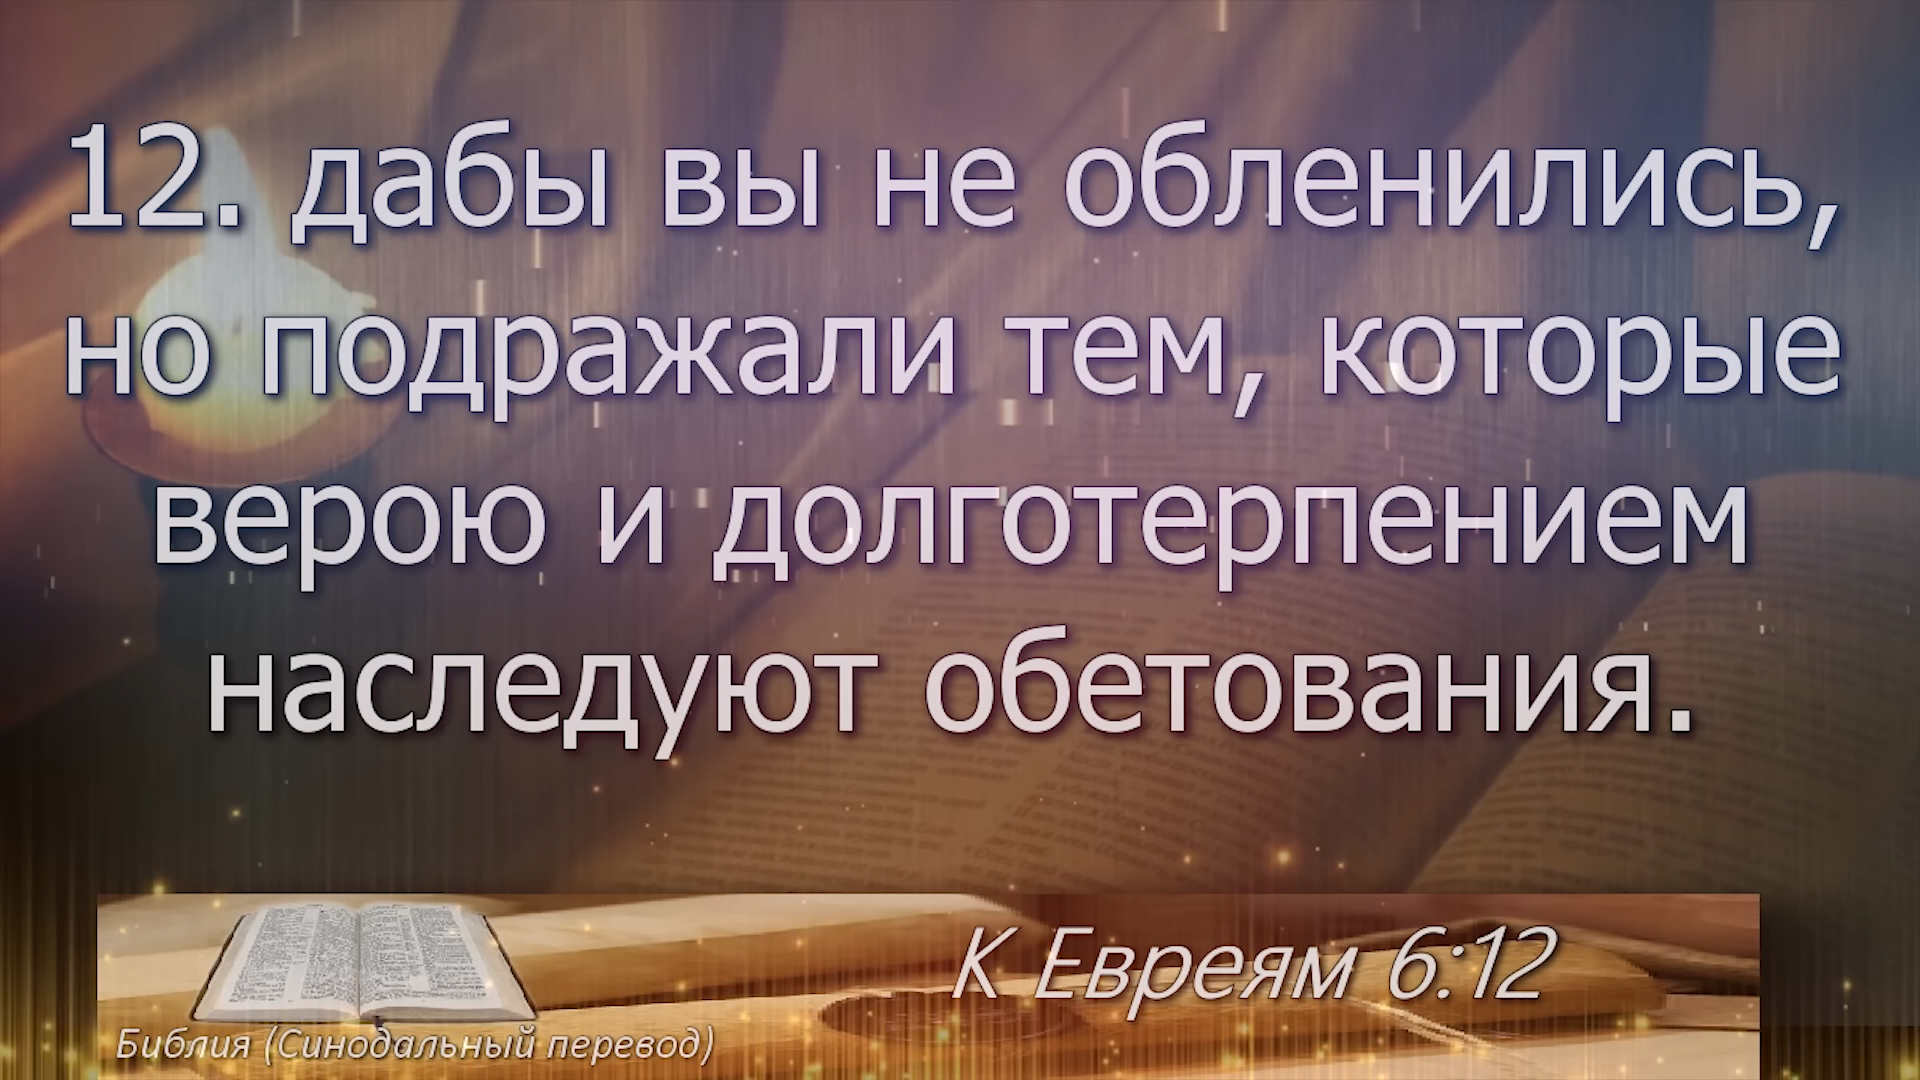 12. дабы вы не обленились,
но подражали тем, которые
верою и долготерпением
наследуют обетования.
К Евреям 6:12
Библия (Синодальный перевод)